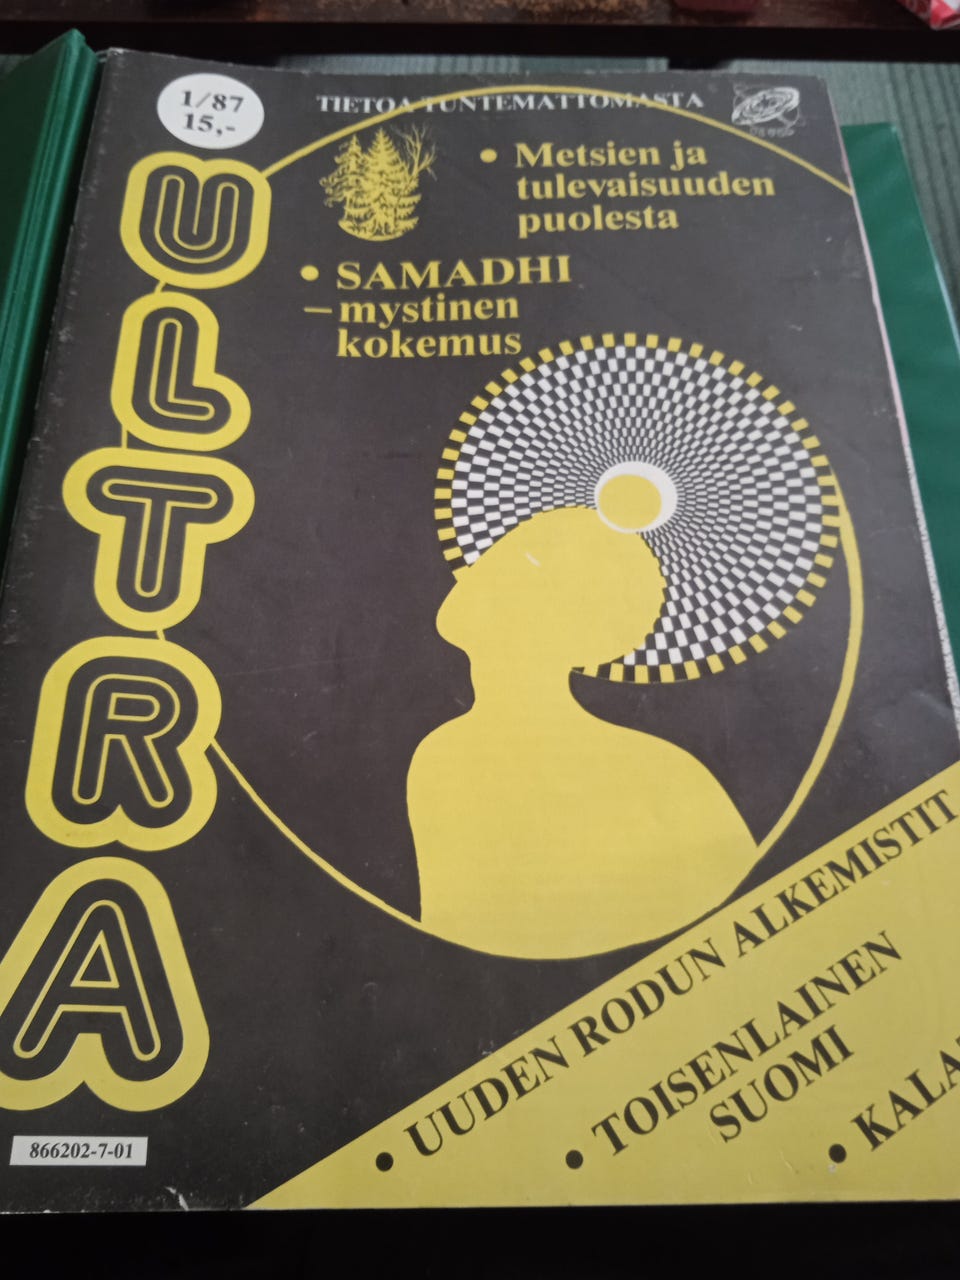 1/87
15,-
TIETOA TUNTEMATTOMASTA
ULTRA
• Metsien ja
tulevaisuuden
puolesta
• SAMADHI
– mystinen
kokemus
• UUDEN RODUN ALKEMISTIT
• TOISENLAINEN
SUOMI
866202-7-01